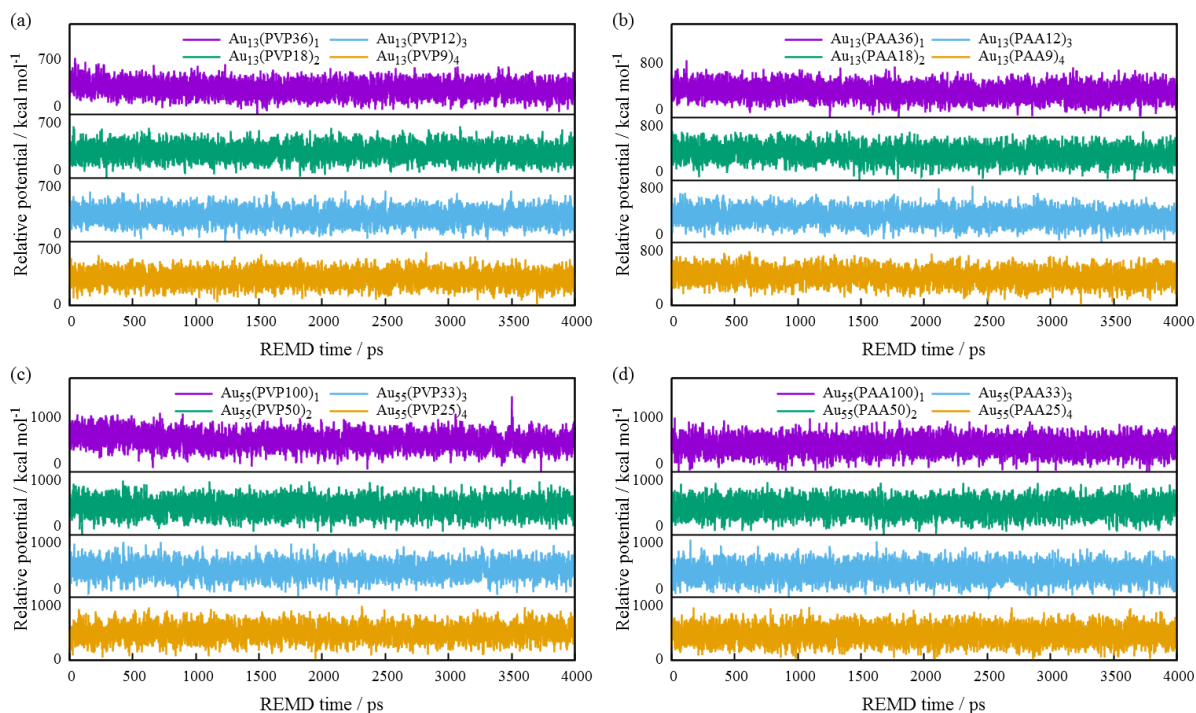 (a)
Au₁₃(PVP36)₁ Au₁₃(PVP12)₃
Au₁₃(PVP18)₂ Au₁₃(PVP9)₄
Relative potential / kcal mol⁻¹
700
0
700
0
700
0
700
0
0 500 1000 1500 2000 2500 3000 3500 4000
REMD time / ps
(b)
Au₁₃(PAA36)₁ Au₁₃(PAA12)₃
Au₁₃(PAA18)₂ Au₁₃(PAA9)₄
Relative potential / kcal mol⁻¹
800
0
800
0
800
0
800
0
0 500 1000 1500 2000 2500 3000 3500 4000
REMD time / ps
(c)
Au₅₅(PVP100)₁ Au₅₅(PVP33)₃
Au₅₅(PVP50)₂ Au₅₅(PVP25)₄
Relative potential / kcal mol⁻¹
1000
0
1000
0
1000
0
1000
0
0 500 1000 1500 2000 2500 3000 3500 4000
REMD time / ps
(d)
Au₅₅(PAA100)₁ Au₅₅(PAA33)₃
Au₅₅(PAA50)₂ Au₅₅(PAA25)₄
Relative potential / kcal mol⁻¹
1000
0
1000
0
1000
0
1000
0
0 500 1000 1500 2000 2500 3000 3500 4000
REMD time / ps